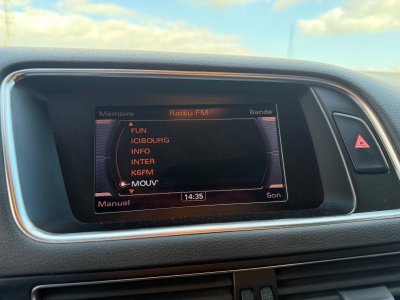 Mémoire Radio FM Bande
FUN
ICIBOURG
INFO
INTER
K6FM
MOUV'
Manuel 14:35 Son